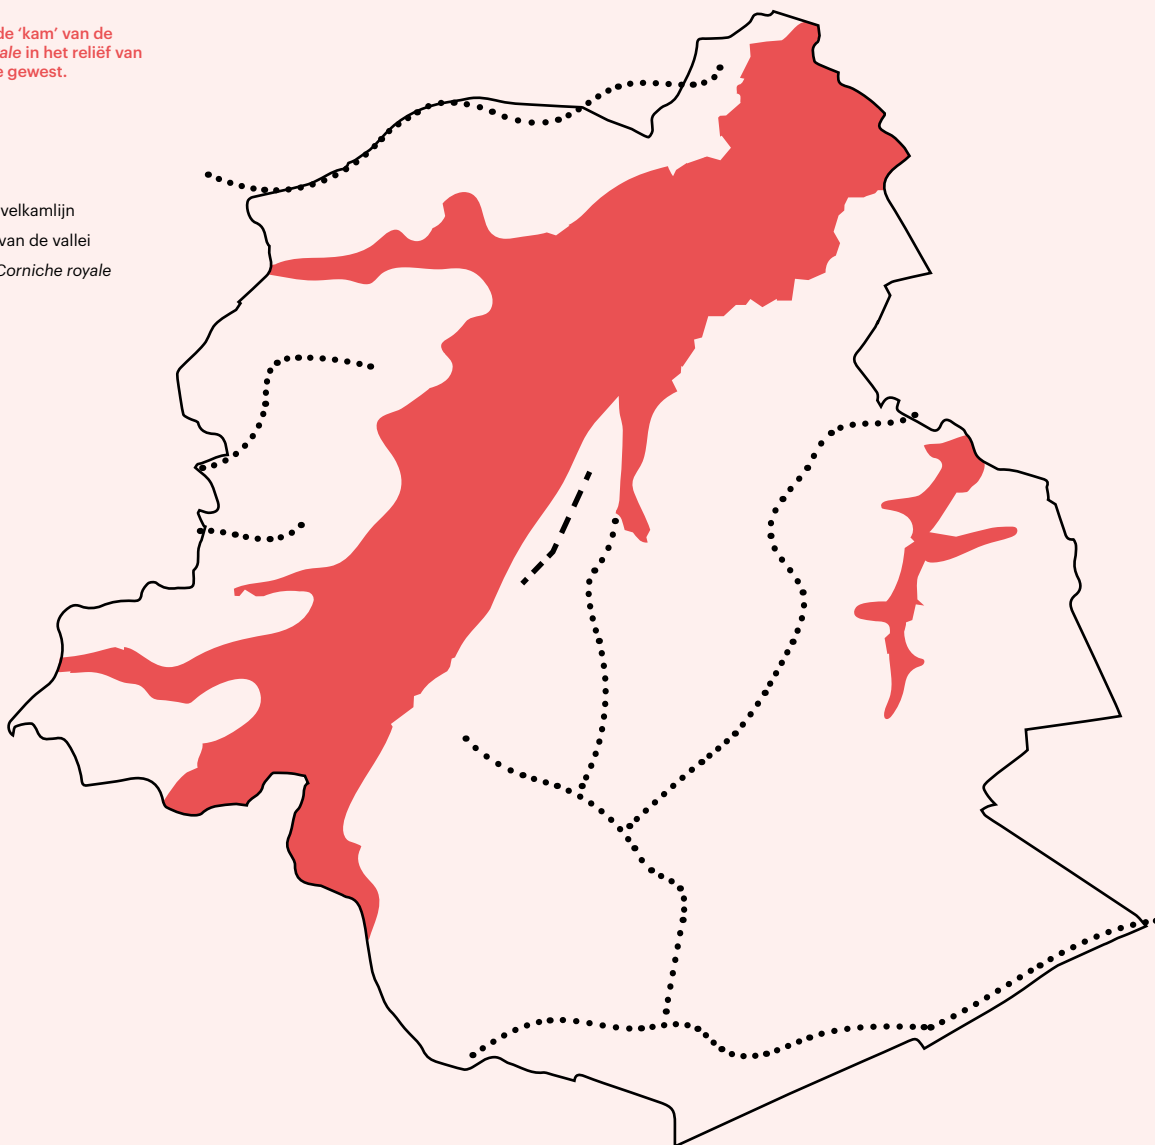 de ‘kam’ van de
ale in het reliëf van
e gewest.
velkamlijn
van de vallei
Corniche royale